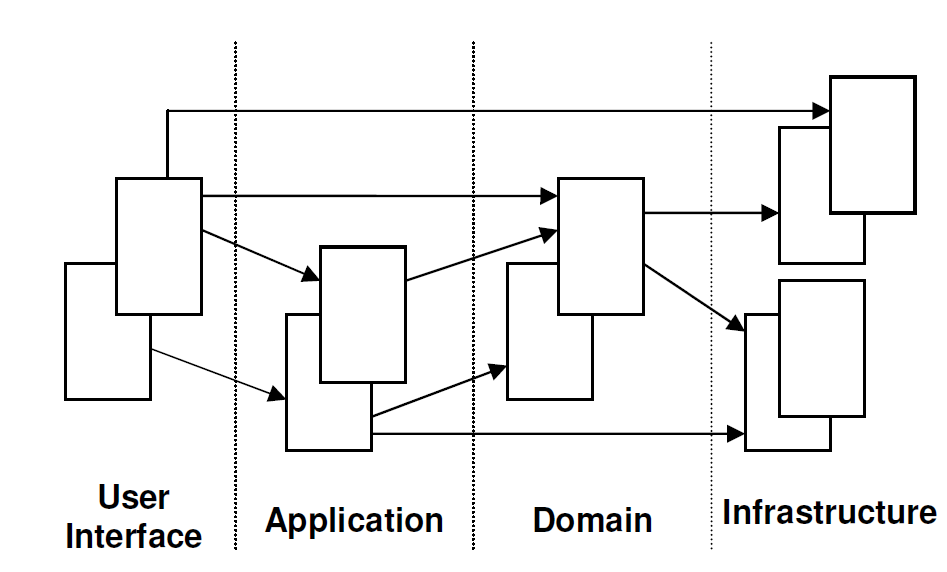 User
Interface
Application
Domain
Infrastructure